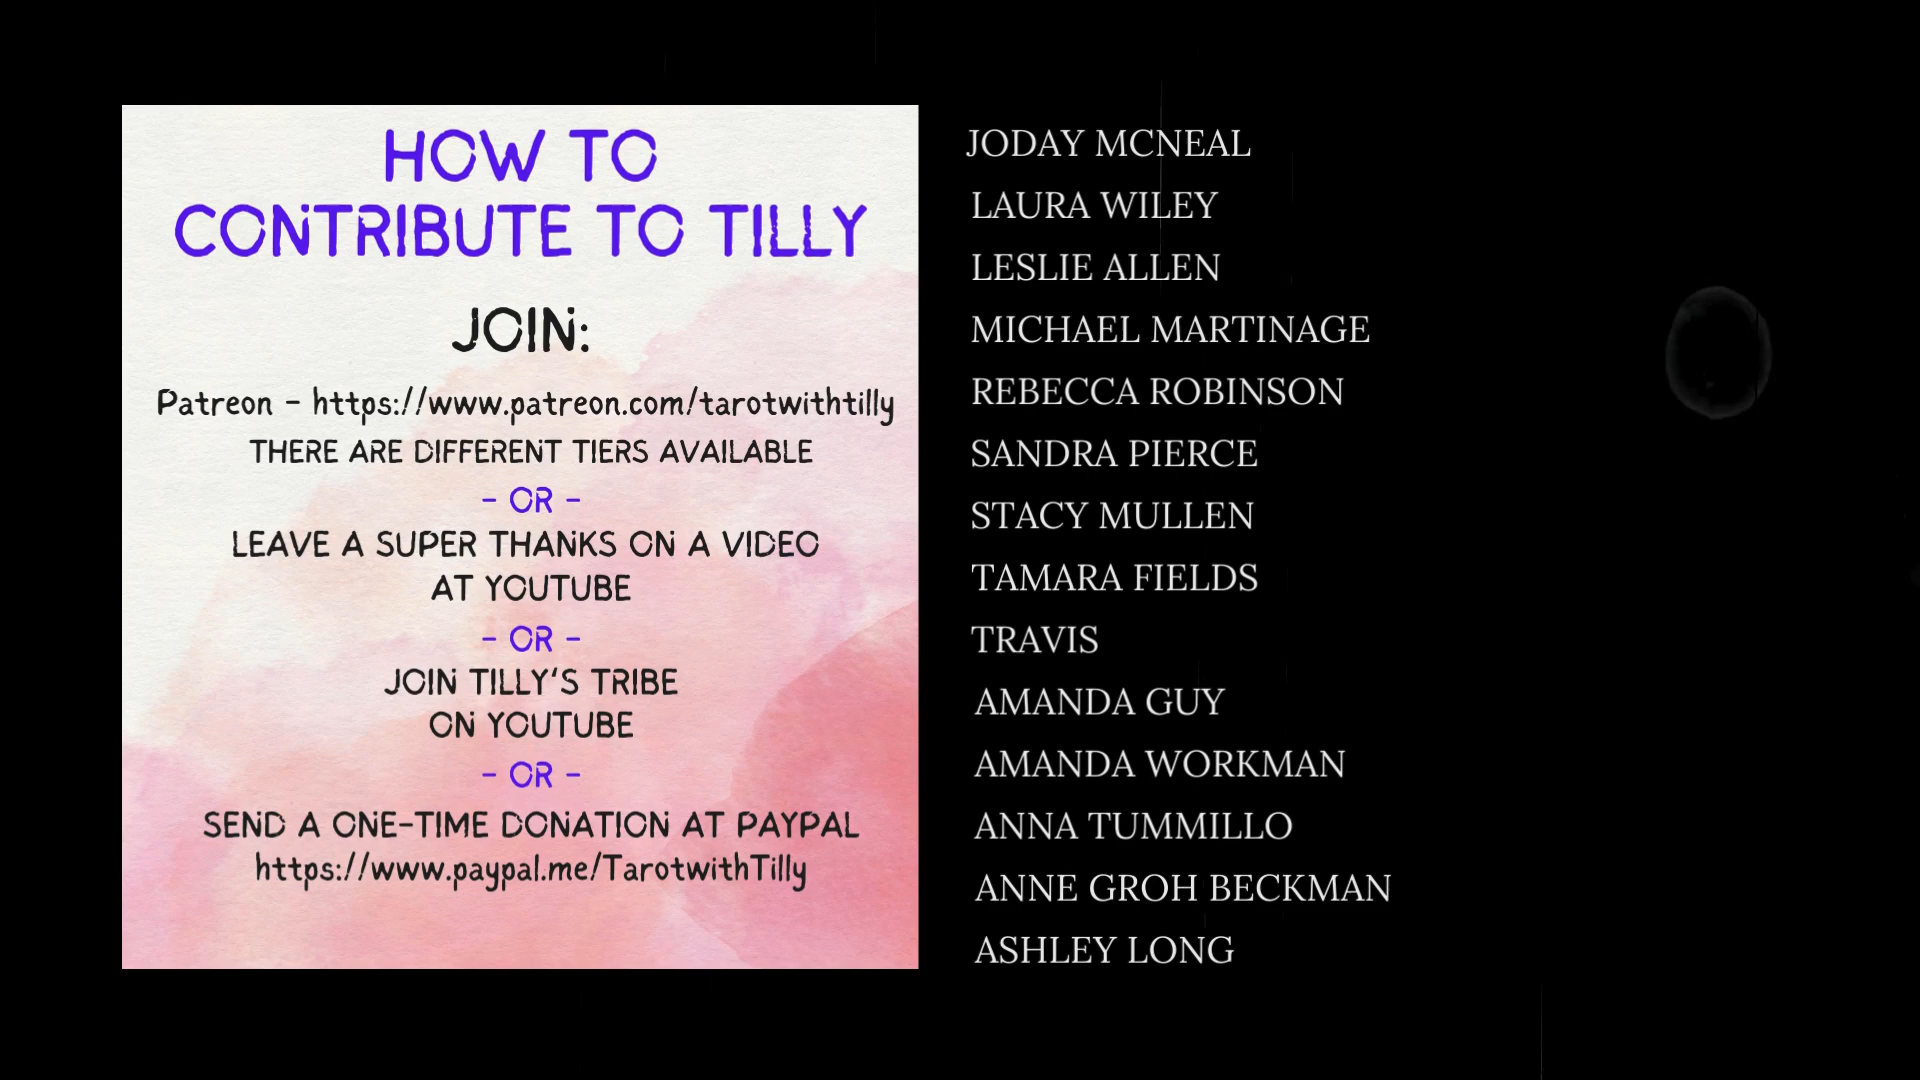 HOW TO
CONTRIBUTE TO TILLY
JOIN:
Patreon - https://www.patreon.com/tarotwithtilly
THERE ARE DIFFERENT TIERS AVAILABLE
- OR -
LEAVE A SUPER THANKS ON A VIDEO
AT YOUTUBE
- OR -
JOIN TILLY'S TRIBE
ON YOUTUBE
- OR -
SEND A ONE-TIME DONATION AT PAYPAL
https://www.paypal.me/TarotwithTilly
JODAY MCNEAL
LAURA WILEY
LESLIE ALLEN
MICHAEL MARTINAGE
REBECCA ROBINSON
SANDRA PIERCE
STACY MULLEN
TAMARA FIELDS
TRAVIS
AMANDA GUY
AMANDA WORKMAN
ANNA TUMMILLO
ANNE GROH BECKMAN
ASHLEY LONG